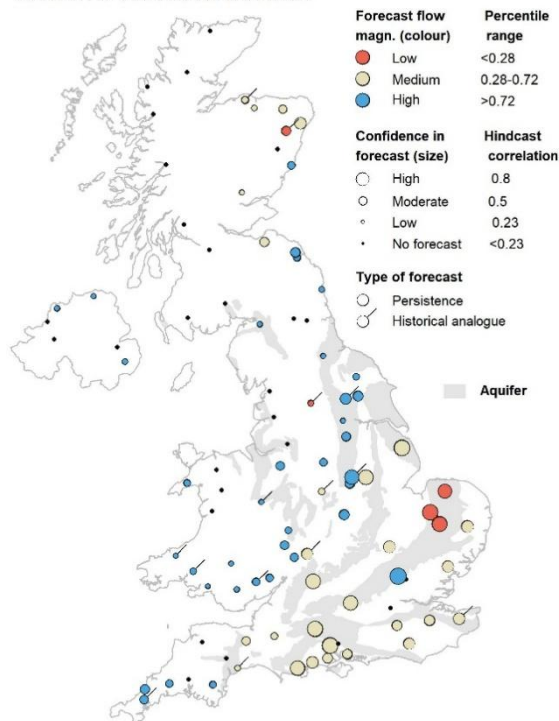 Forecast flow magn. (colour) Percentile range
Low <0.28
Medium 0.28-0.72
High >0.72
Confidence in forecast (size) Hindcast correlation
High 0.8
Moderate 0.5
Low 0.23
No forecast <0.23
Type of forecast
Persistence
Historical analogue
Aquifer